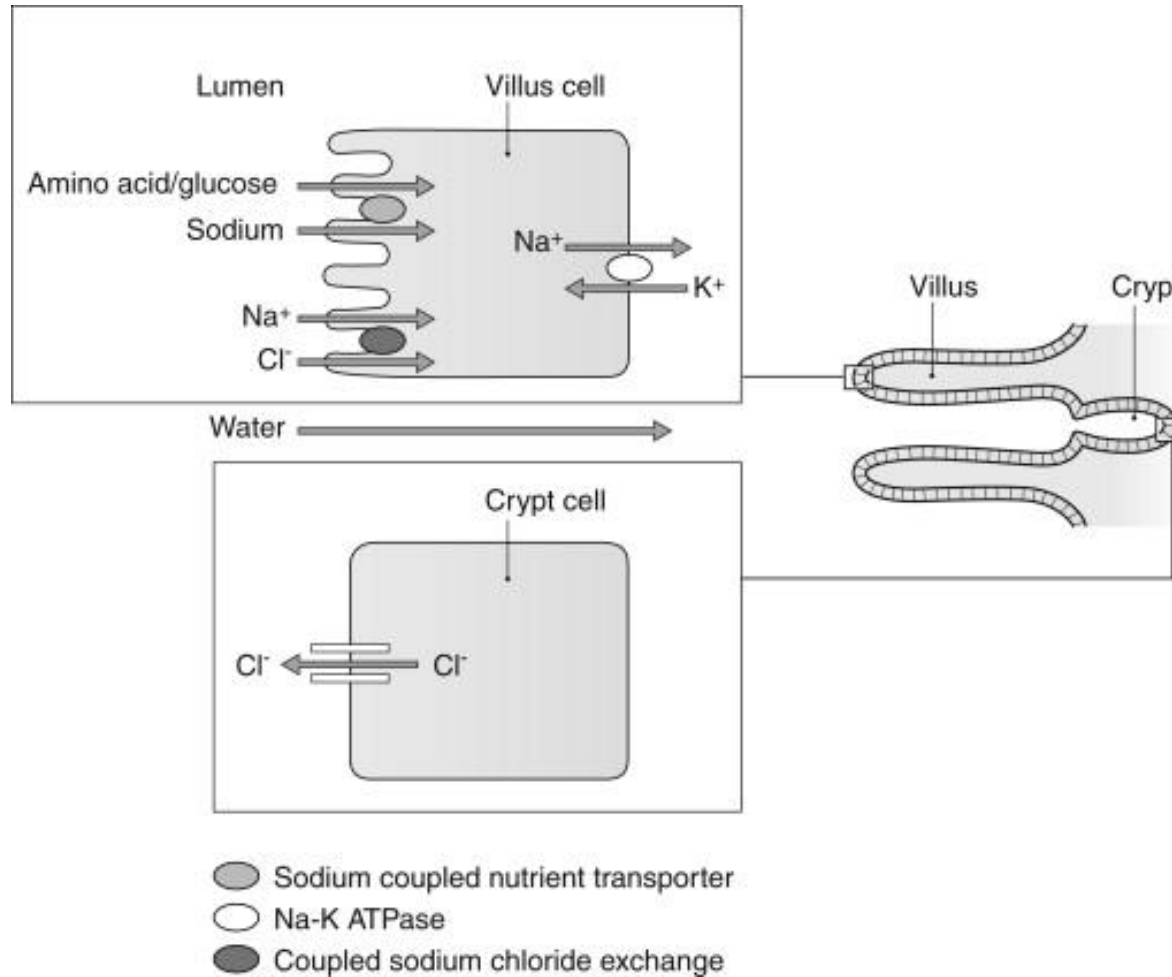 Lumen
Villus cell
Amino acid/glucose
Sodium
Na⁺
K⁺
Na⁺
Cl⁻
Villus
Cryp
Water
Crypt cell
Cl⁻
Cl⁻
Sodium coupled nutrient transporter
Na-K ATPase
Coupled sodium chloride exchange